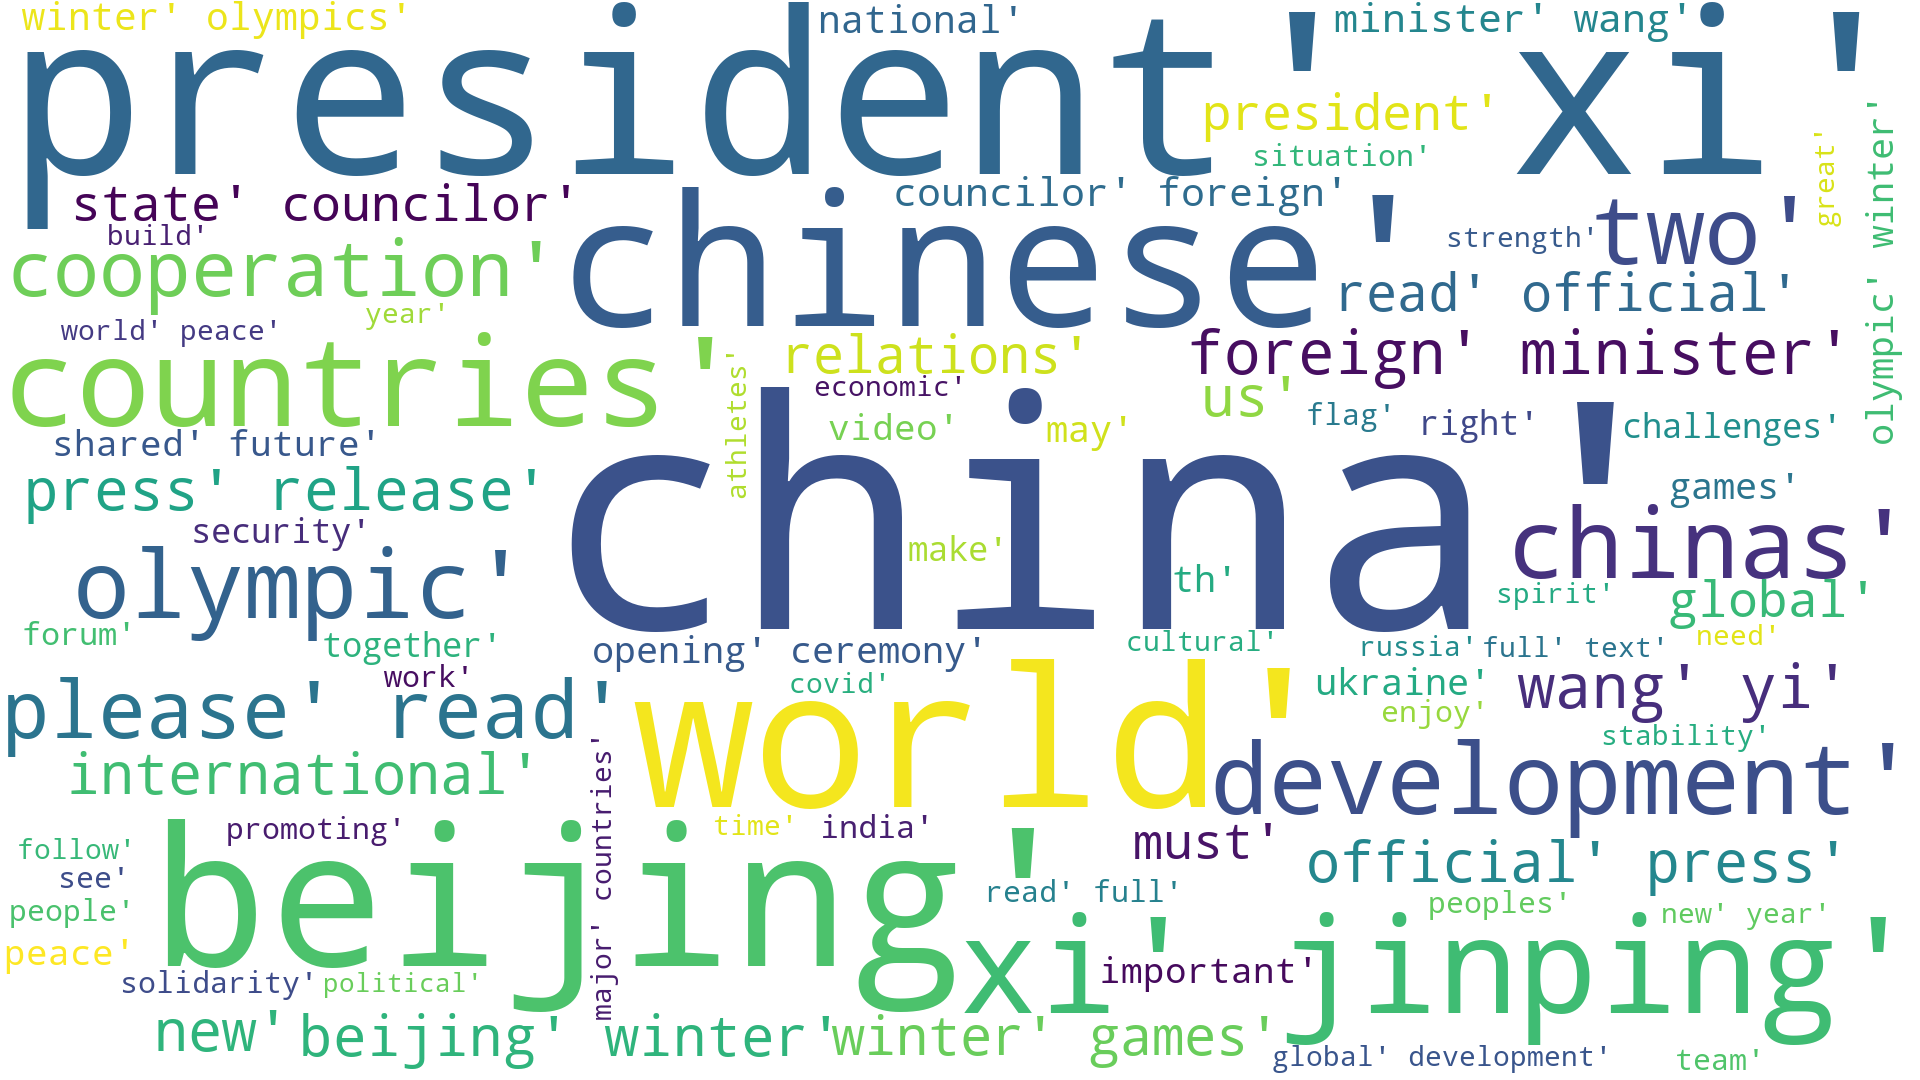 winter' olympics'
national'
minister' wang'
president' xi'
president'
situation'
great'
olympic' winter'
state' councilor'
councilor' foreign'
build'
chinese'
strength'
two'
cooperation'
read' official'
year'
world' peace'
countries'
relations'
foreign' minister'
athletes'
economic'
us'
video'
may'
flag'
right'
challenges'
shared' future'
china'
press' release'
games'
security'
chinas'
make'
olympic'
th'
spirit'
global'
forum'
together'
opening' ceremony'
cultural'
russia'
full' text'
need'
work'
covid'
ukraine'
wang' yi'
please' read'
world'
enjoy'
stability'
international'
development'
major' countries'
promoting'
time'
india'
must'
follow'
beijing'
official' press'
see'
read' full'
people'
peoples'
new' year'
peace'
xi' jinping'
important'
solidarity'
political'
new'
beijing' winter'
winter' games'
global' development'
team'